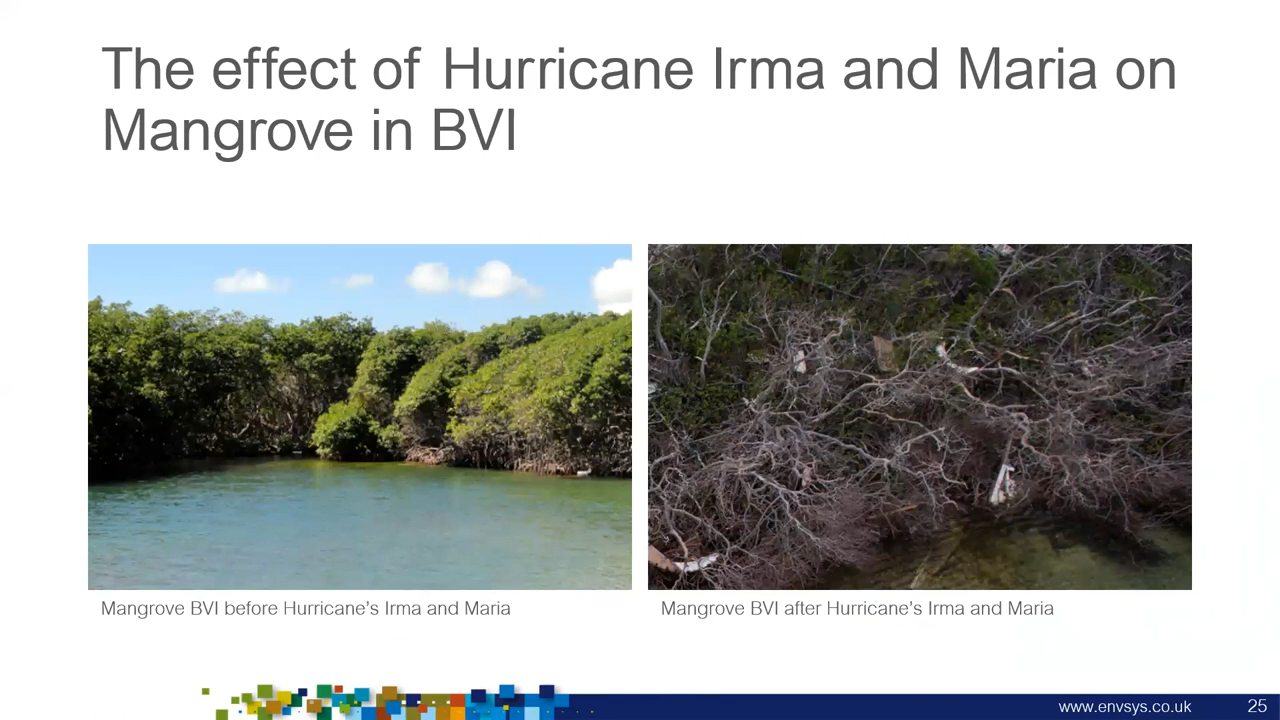 The effect of Hurricane Irma and Maria on
Mangrove in BVI
Mangrove BVI before Hurricane’s Irma and Maria
Mangrove BVI after Hurricane’s Irma and Maria
www.envsys.co.uk
25